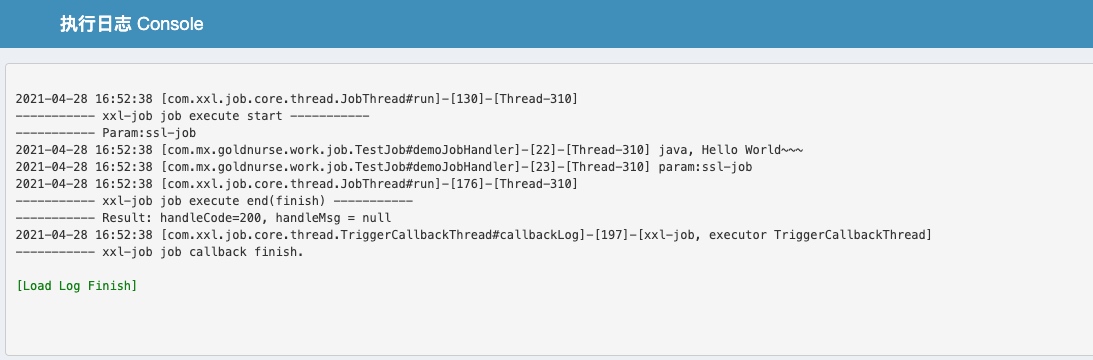 执行日志 Console
2021-04-28 16:52:38 [com.xxl.job.core.thread.JobThread#run]-[130]-[Thread-310]
----------- xxl-job job execute start -----------
----------- Param:ssl-job
2021-04-28 16:52:38 [com.mx.goldnurse.work.job.TestJob#demoJobHandler]-[22]-[Thread-310] java, Hello World~~~
2021-04-28 16:52:38 [com.mx.goldnurse.work.job.TestJob#demoJobHandler]-[23]-[Thread-310] param:ssl-job
2021-04-28 16:52:38 [com.xxl.job.core.thread.JobThread#run]-[176]-[Thread-310]
----------- xxl-job job execute end(finish) -----------
----------- Result: handleCode=200, handleMsg = null
2021-04-28 16:52:38 [com.xxl.job.core.thread.TriggerCallbackThread#callbackLog]-[197]-[xxl-job, executor TriggerCallbackThread]
----------- xxl-job job callback finish.
[Load Log Finish]